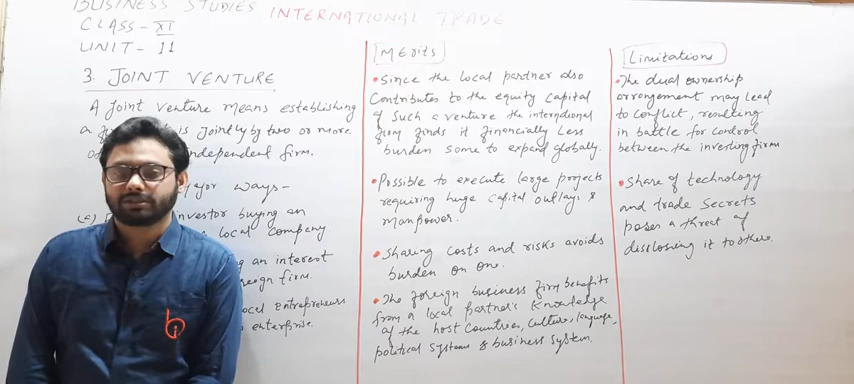 BUSINESS STUDIES INTERNATIONAL TRADE
CLASS - XI
UNIT - 11
3. JOINT VENTURE
A Joint venture means establishing
a is Jointly by two or more
independent firm.
ways -
(a) investor buying an
local company
an interest
firm.
local entrepreneurs
enterprise.
Merits
• Since the local partner also
Contributes to the equity capital
of such a venture the international
firm finds it financially less
burden some to expand globally.
• Possible to execute large projects
requiring huge capital outlays &
manpower.
• Sharing costs and risks avoids
burden on one.
• The foreign business firm benefits
from a local partner's knowledge
of the host Countries, Culture, language,
political systems & business system.
Limitations
• The dual ownership
arrangement may lead
to conflict, resulting
in battle for control
between the investing firm
• Share of technology
and trade secrets
poses a threat of
disclosing it to others.